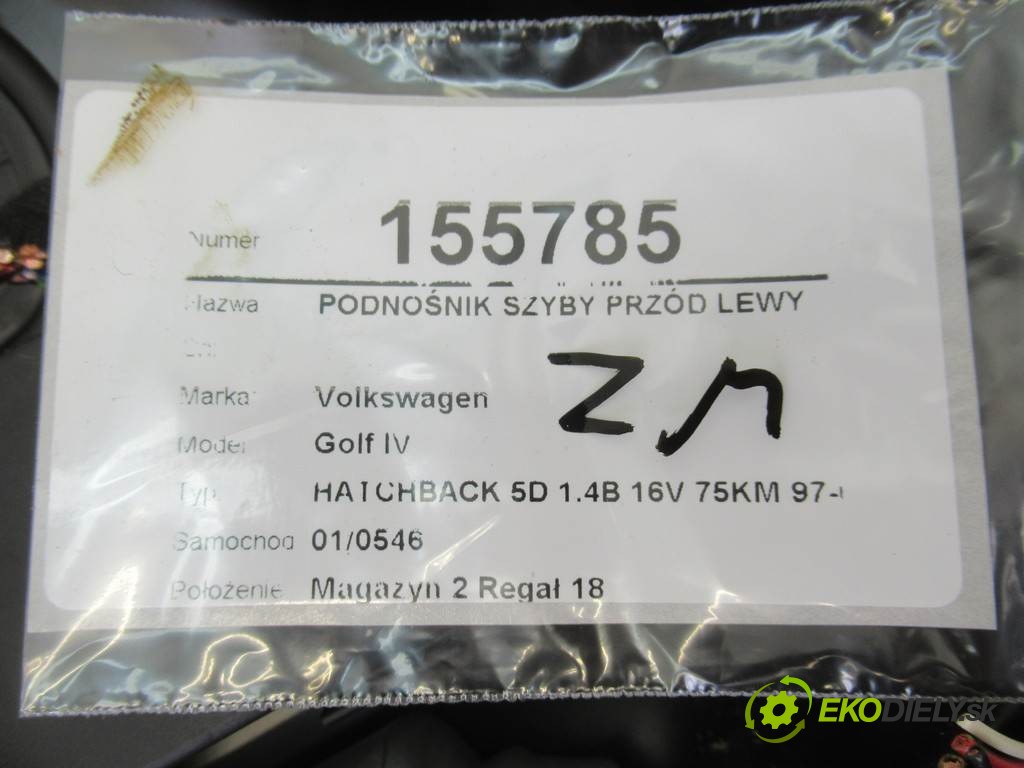 Numer 155785
Nazwa PODNOŚNIK SZYBY PRZÓD LEWY
Marka Volkswagen
Model Golf IV
Typ HATCHBACK 5D 1.4B 16V 75KM 97-
Samochod 01/0546
Położenie Magazyn 2 Regał 18
EKODIELY.SK